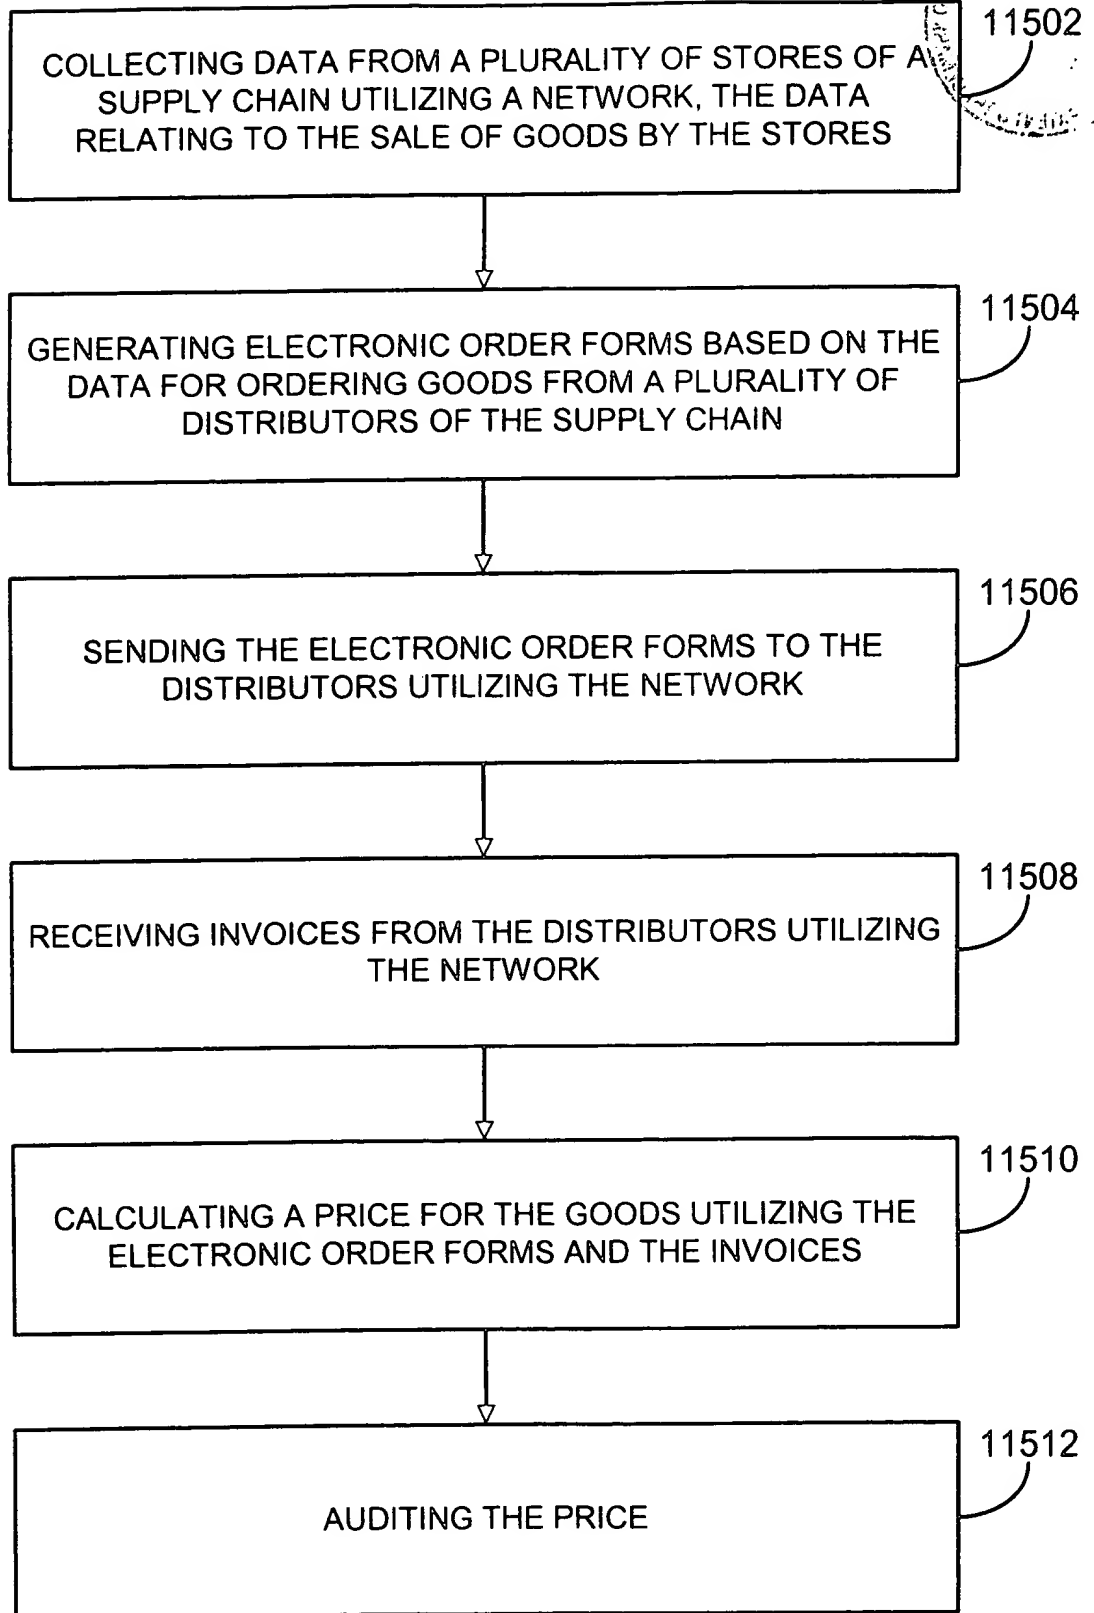 11502
COLLECTING DATA FROM A PLURALITY OF STORES OF A
SUPPLY CHAIN UTILIZING A NETWORK, THE DATA
RELATING TO THE SALE OF GOODS BY THE STORES
11504
GENERATING ELECTRONIC ORDER FORMS BASED ON THE
DATA FOR ORDERING GOODS FROM A PLURALITY OF
DISTRIBUTORS OF THE SUPPLY CHAIN
11506
SENDING THE ELECTRONIC ORDER FORMS TO THE
DISTRIBUTORS UTILIZING THE NETWORK
11508
RECEIVING INVOICES FROM THE DISTRIBUTORS UTILIZING
THE NETWORK
11510
CALCULATING A PRICE FOR THE GOODS UTILIZING THE
ELECTRONIC ORDER FORMS AND THE INVOICES
11512
AUDITING THE PRICE